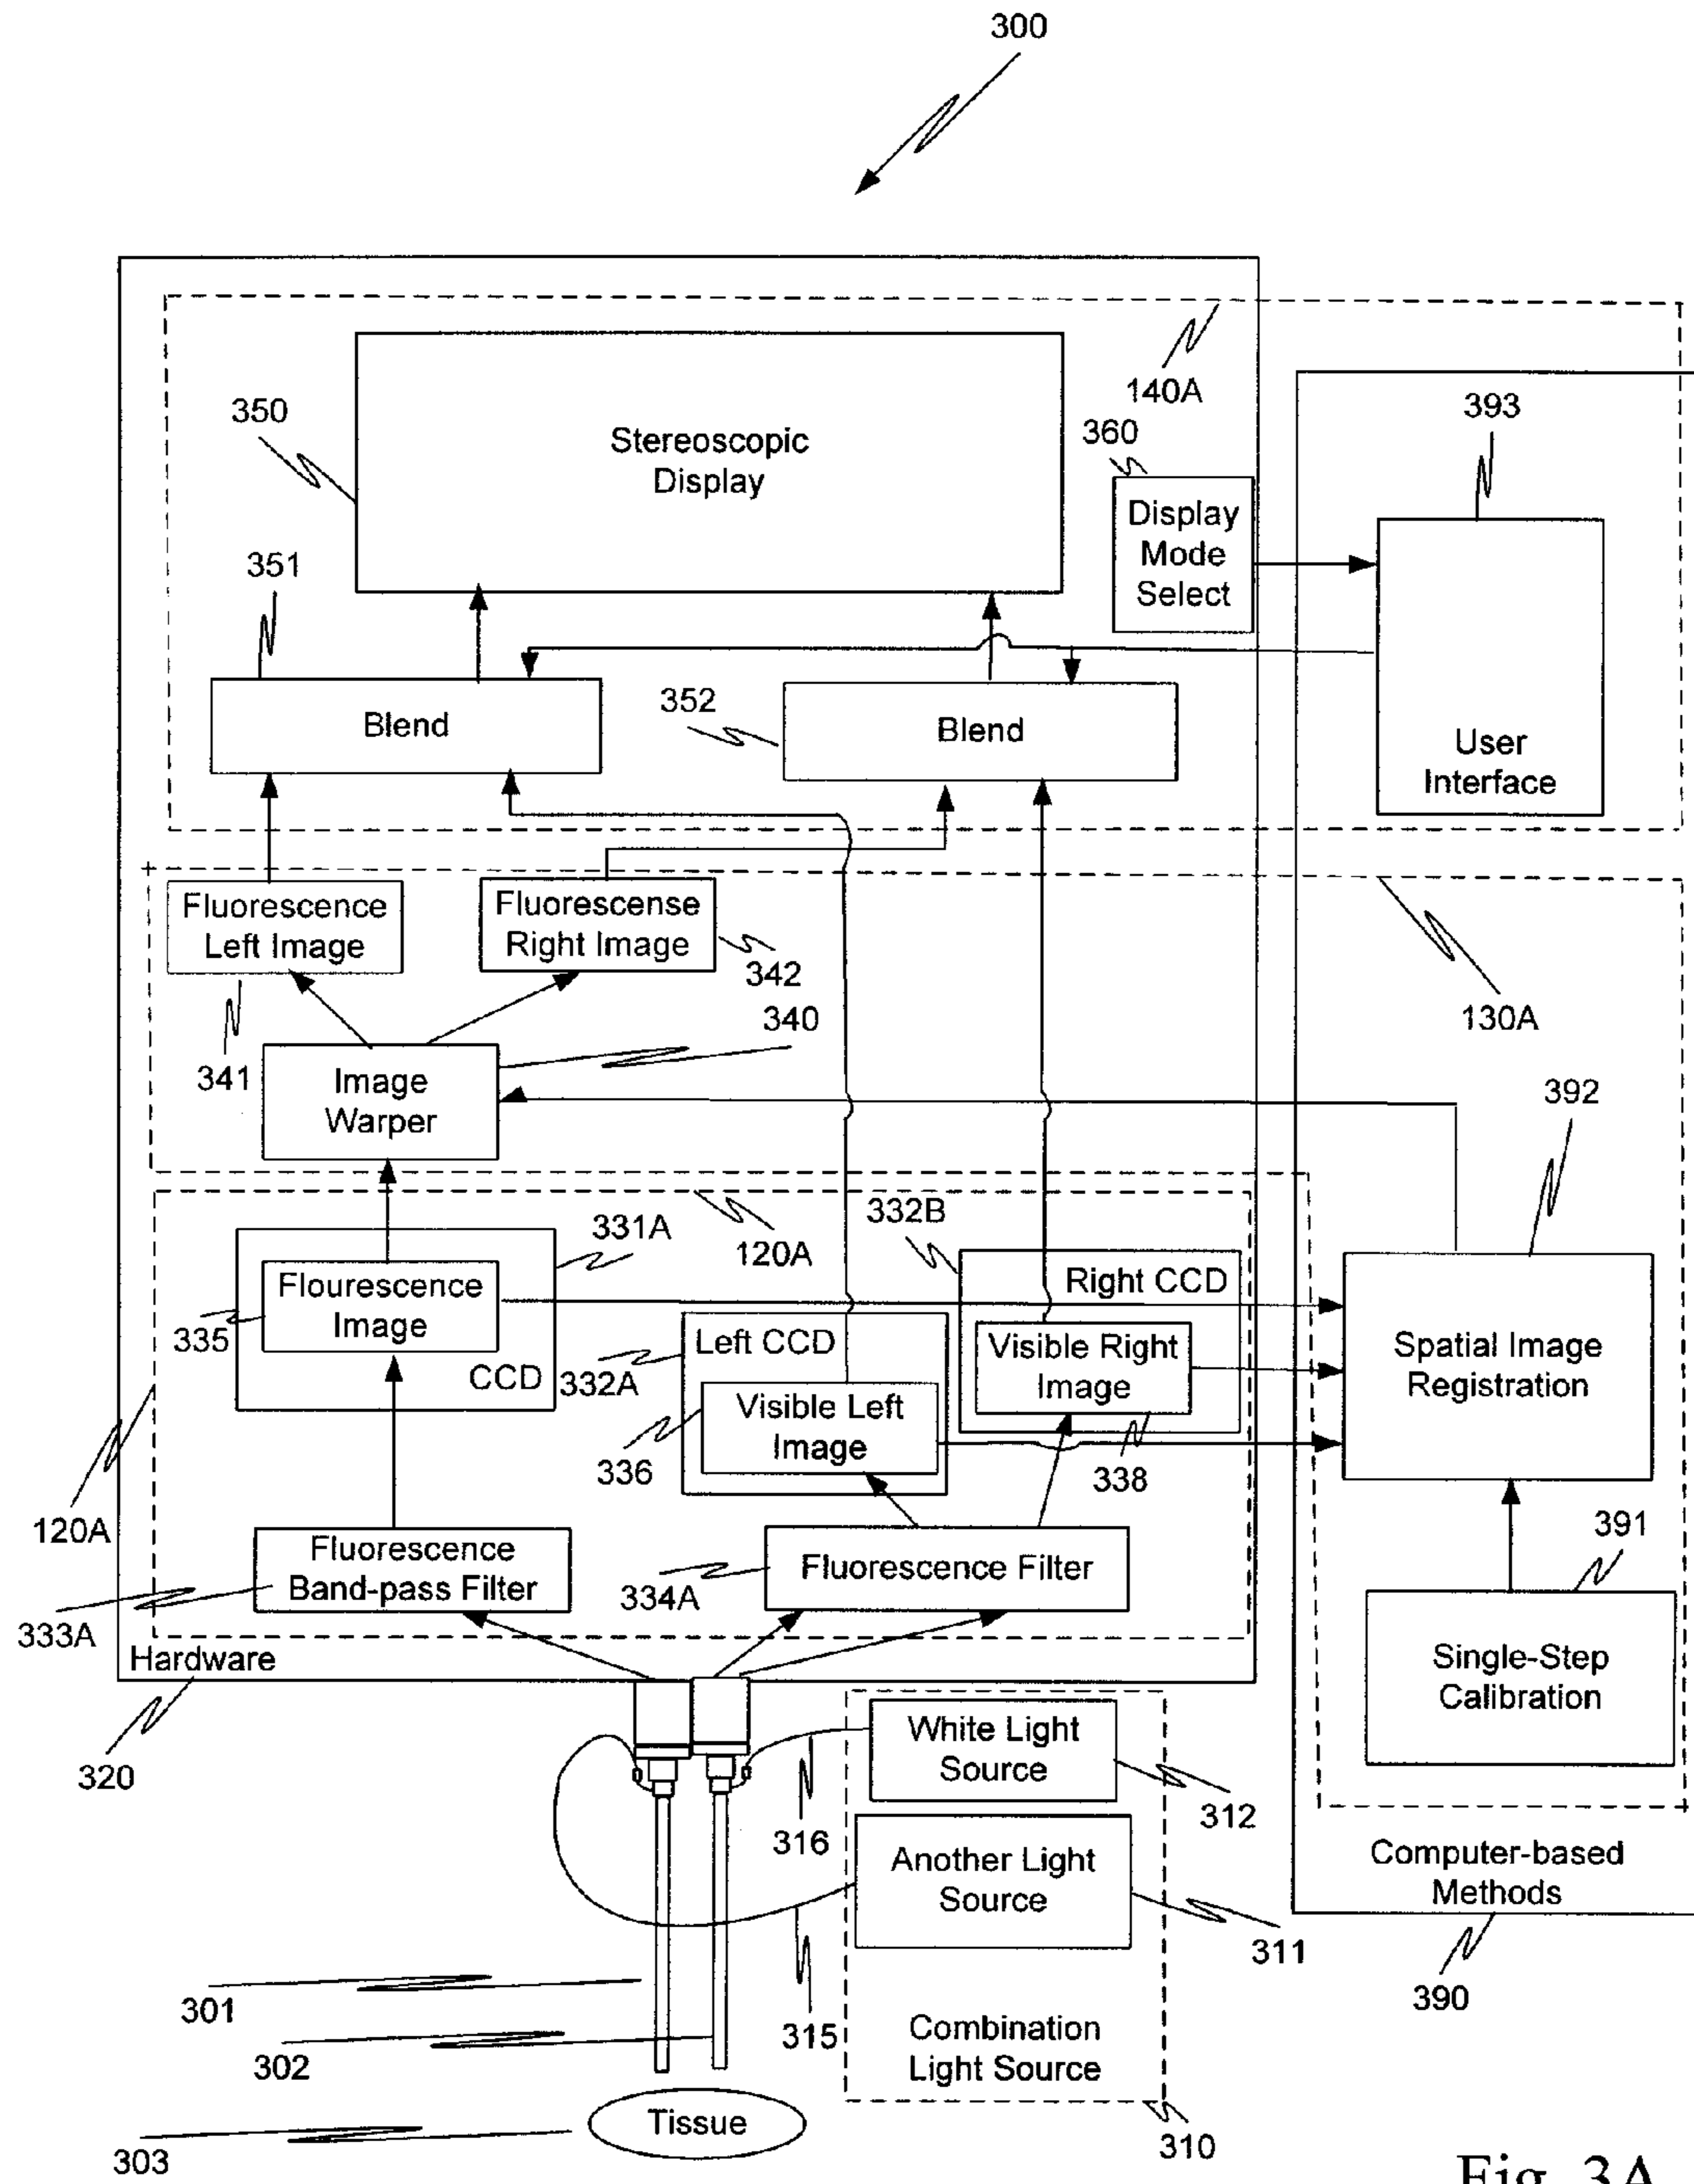 300
140A
350
Stereoscopic
Display
360
Display
Mode
Select
393
User
Interface
351
Blend
352
Blend
Fluorescence
Left Image
Fluorescense
Right Image
342
340
341
Image
Warper
130A
392
332B
331A
120A
Flourescence
Image
335
CCD
Left CCD
332A
Visible Left
Image
336
Right CCD
Visible Right
Image
338
Spatial Image
Registration
120A
Fluorescence
Band-pass Filter
333A
Fluorescence Filter
334A
391
Single-Step
Calibration
Hardware
320
White Light
Source
312
316
Another Light
Source
311
315
Combination
Light Source
310
Computer-based
Methods
390
301
302
Tissue
303
Fig. 3A